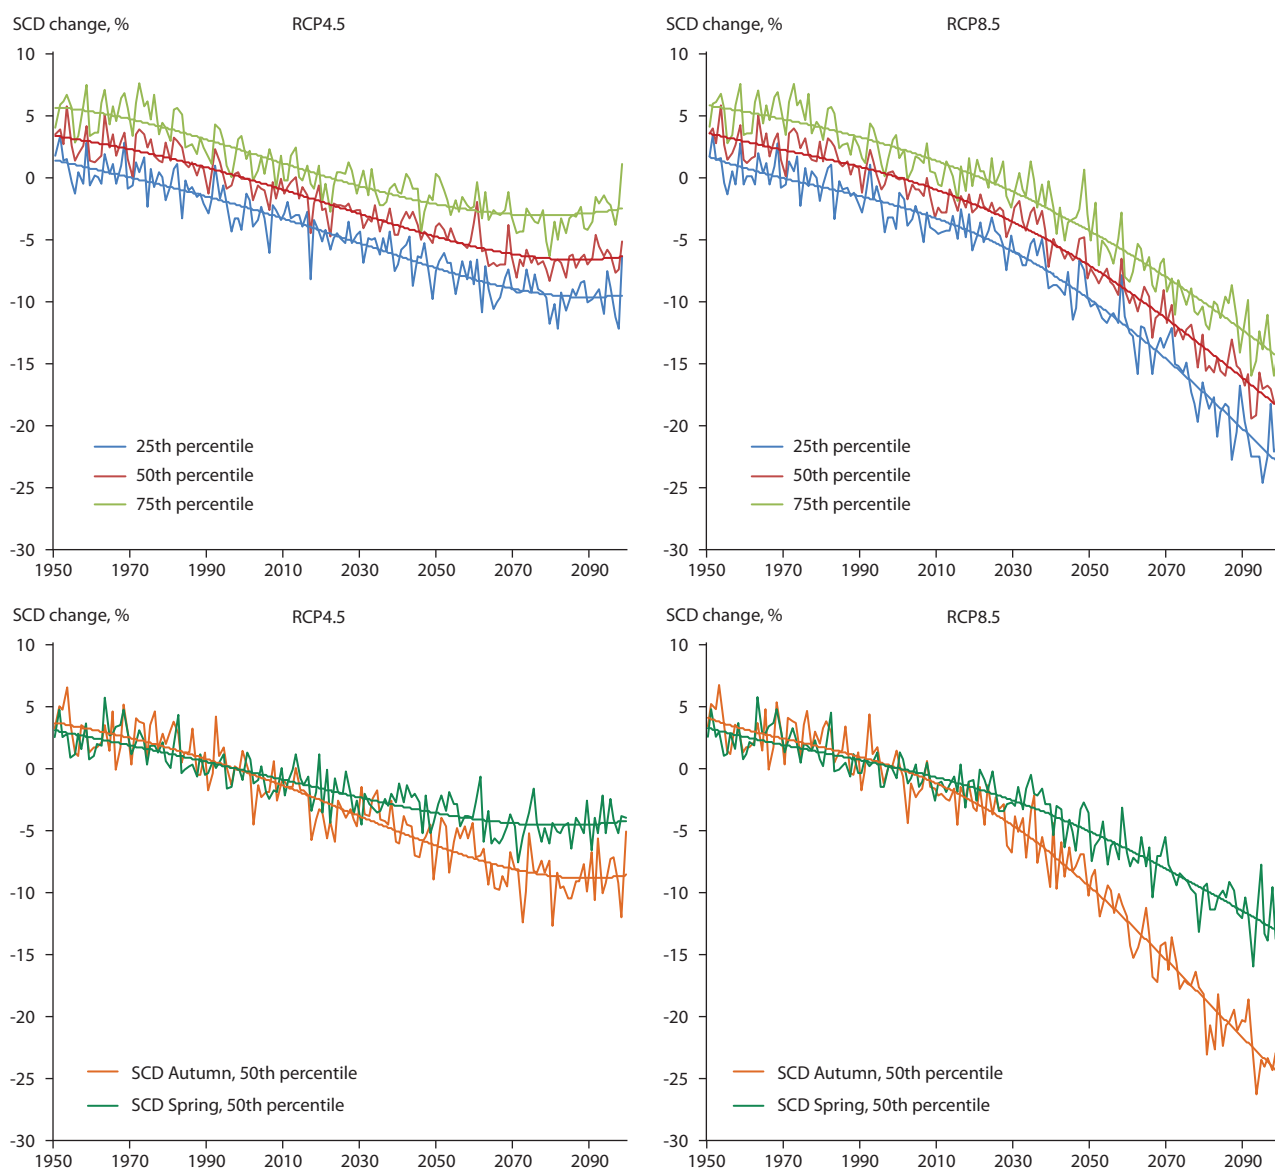 SCD change, %
RCP4.5
10
5
0
-5
-10
-15
-20
-25
-30
25th percentile
50th percentile
75th percentile
1950 1970 1990 2010 2030 2050 2070 2090
SCD change, %
RCP8.5
10
5
0
-5
-10
-15
-20
-25
-30
25th percentile
50th percentile
75th percentile
1950 1970 1990 2010 2030 2050 2070 2090
SCD change, %
RCP4.5
10
5
0
-5
-10
-15
-20
-25
-30
SCD Autumn, 50th percentile
SCD Spring, 50th percentile
1950 1970 1990 2010 2030 2050 2070 2090
SCD change, %
RCP8.5
10
5
0
-5
-10
-15
-20
-25
-30
SCD Autumn, 50th percentile
SCD Spring, 50th percentile
1950 1970 1990 2010 2030 2050 2070 2090